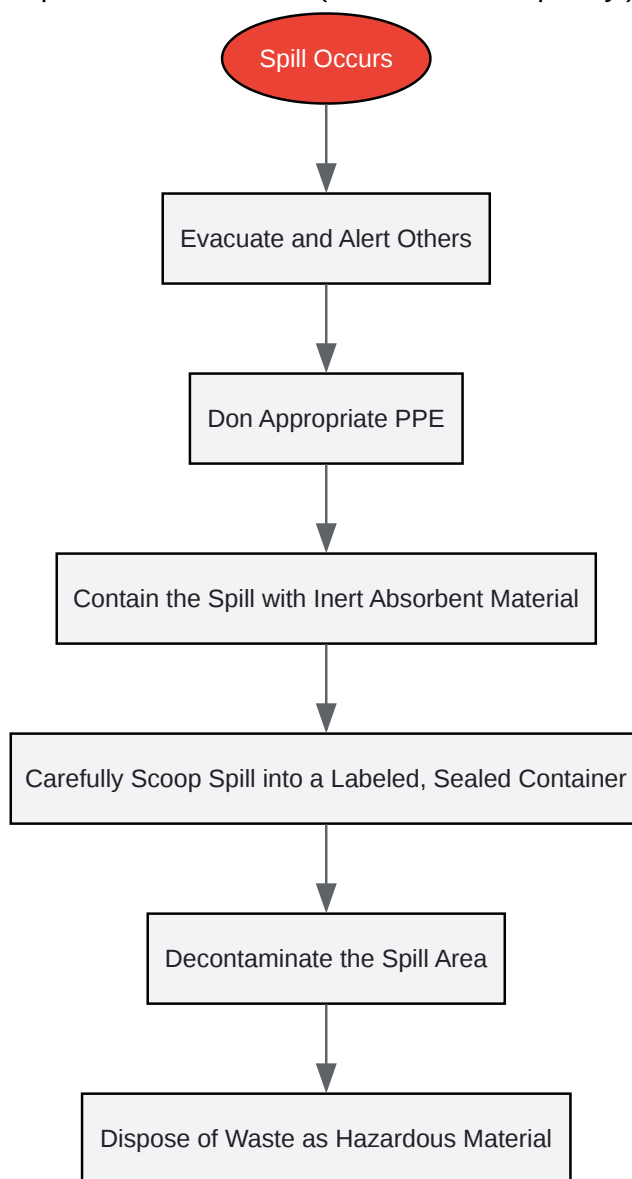 Spill Occurs
Evacuate and Alert Others
Don Appropriate PPE
Contain the Spill with Inert Absorbent Material
Carefully Scoop Spill into a Labeled, Sealed Container
Decontaminate the Spill Area
Dispose of Waste as Hazardous Material